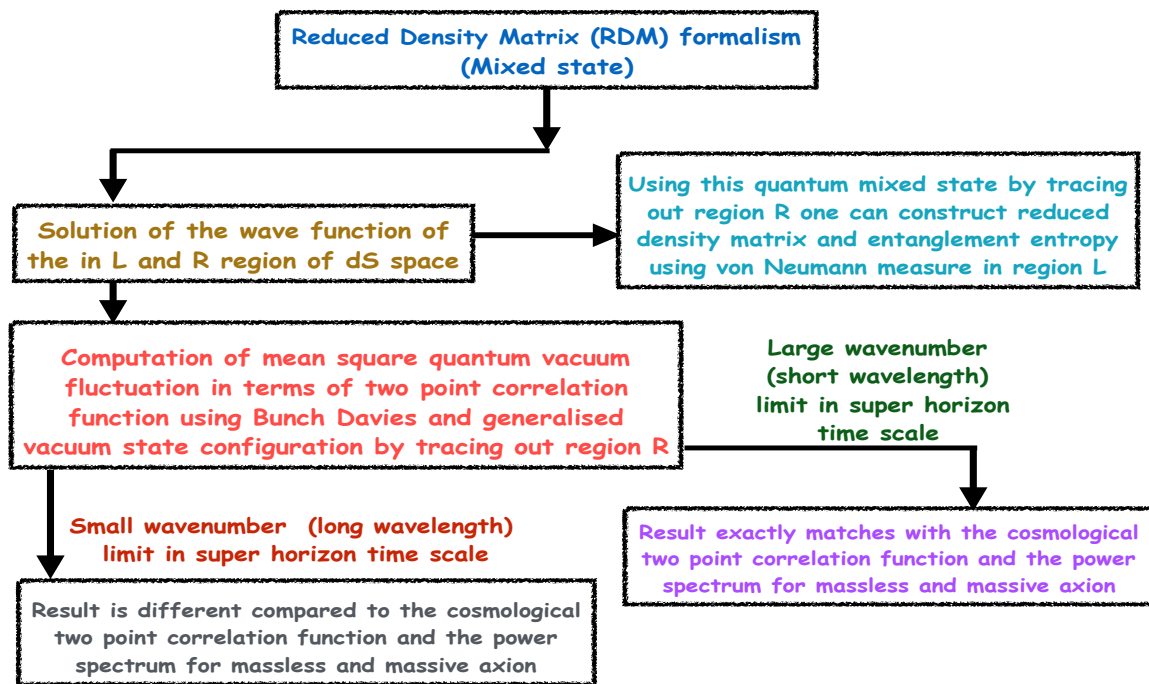 Reduced Density Matrix (RDM) formalism
(Mixed state)
Using this quantum mixed state by tracing
out region R one can construct reduced
density matrix and entanglement entropy
using von Neumann measure in region L
Solution of the wave function of
the in L and R region of dS space
Computation of mean square quantum vacuum
fluctuation in terms of two point correlation
function using Bunch Davies and generalised
vacuum state configuration by tracing out region R
Large wavenumber
(short wavelength)
limit in super horizon
time scale
Small wavenumber (long wavelength)
limit in super horizon time scale
Result exactly matches with the cosmological
two point correlation function and the power
spectrum for massless and massive axion
Result is different compared to the cosmological
two point correlation function and the power
spectrum for massless and massive axion